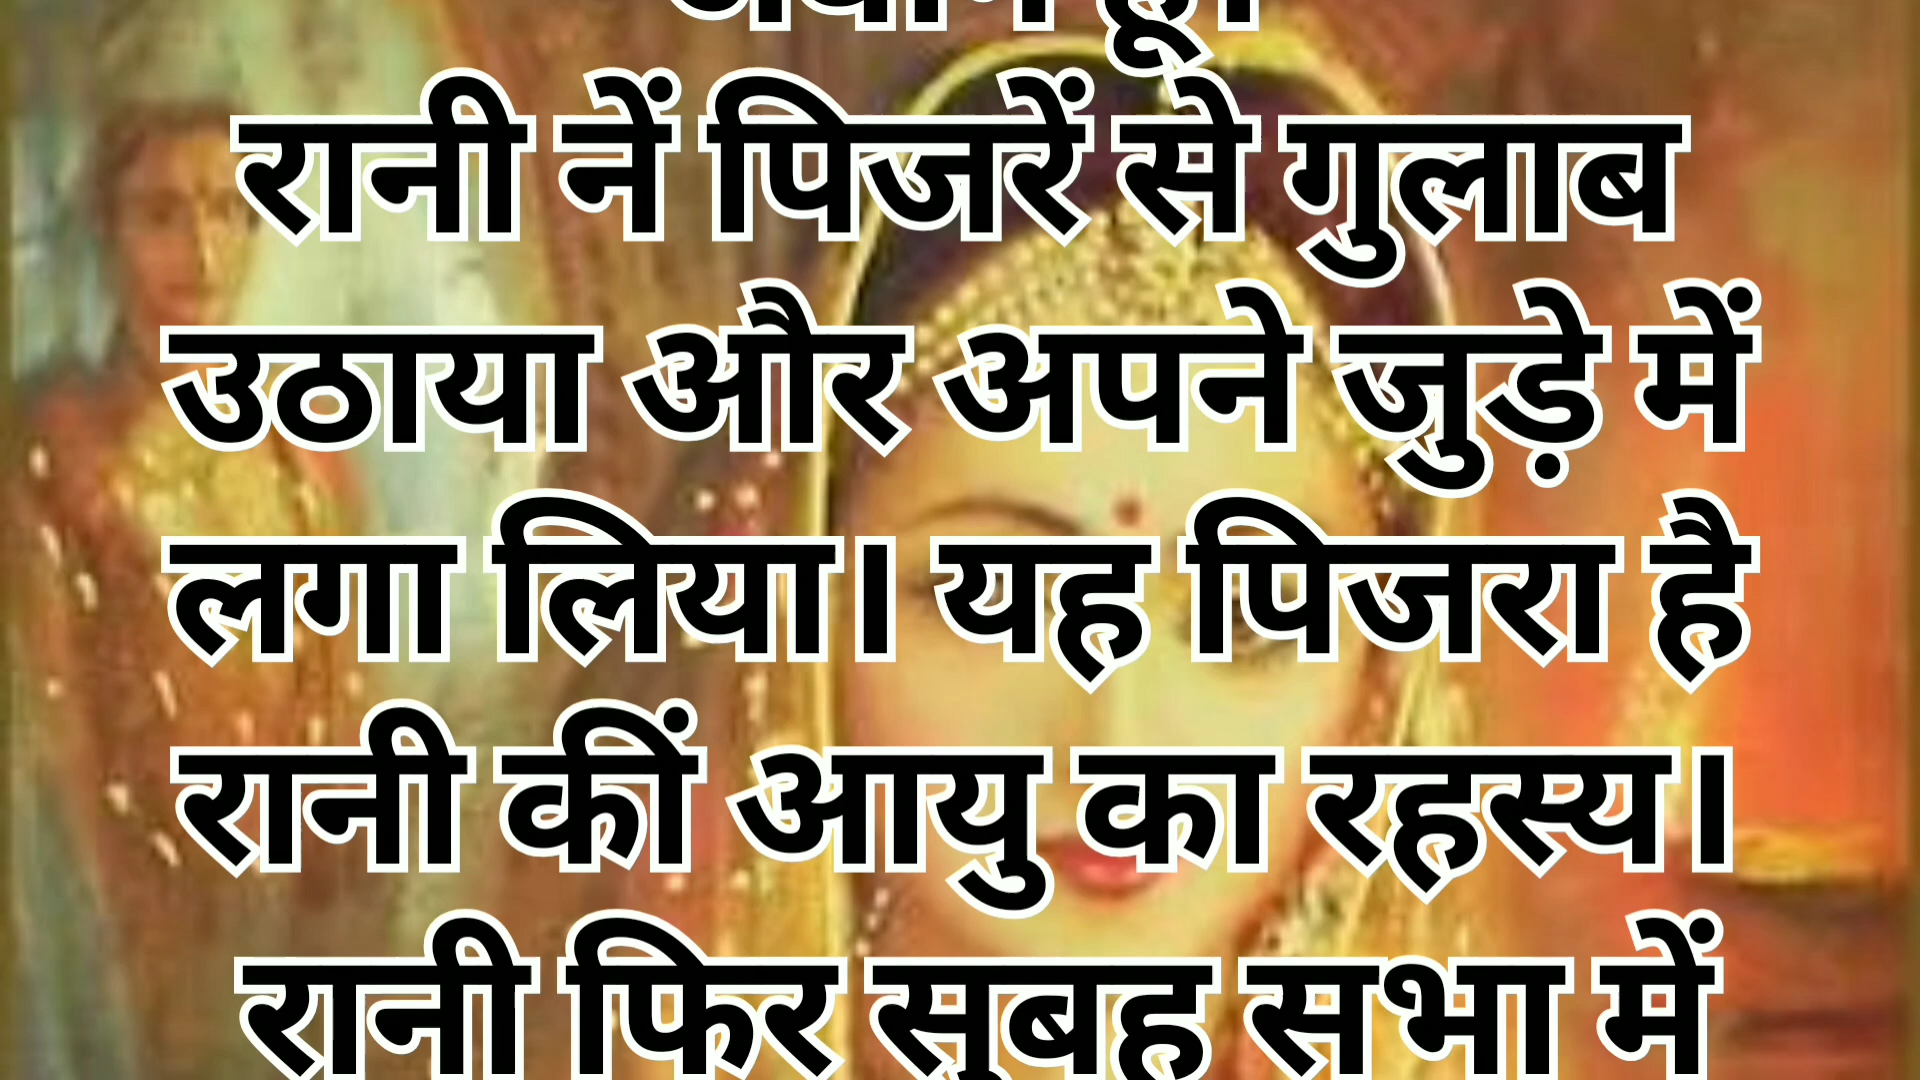 हूँ।
रानी नें पिजरें से गुलाब
उठाया और अपने जुड़े में
लगा लिया। यह पिजरा है
रानी कीं आयु का रहस्य।
रानी फिर सुबह सभा में